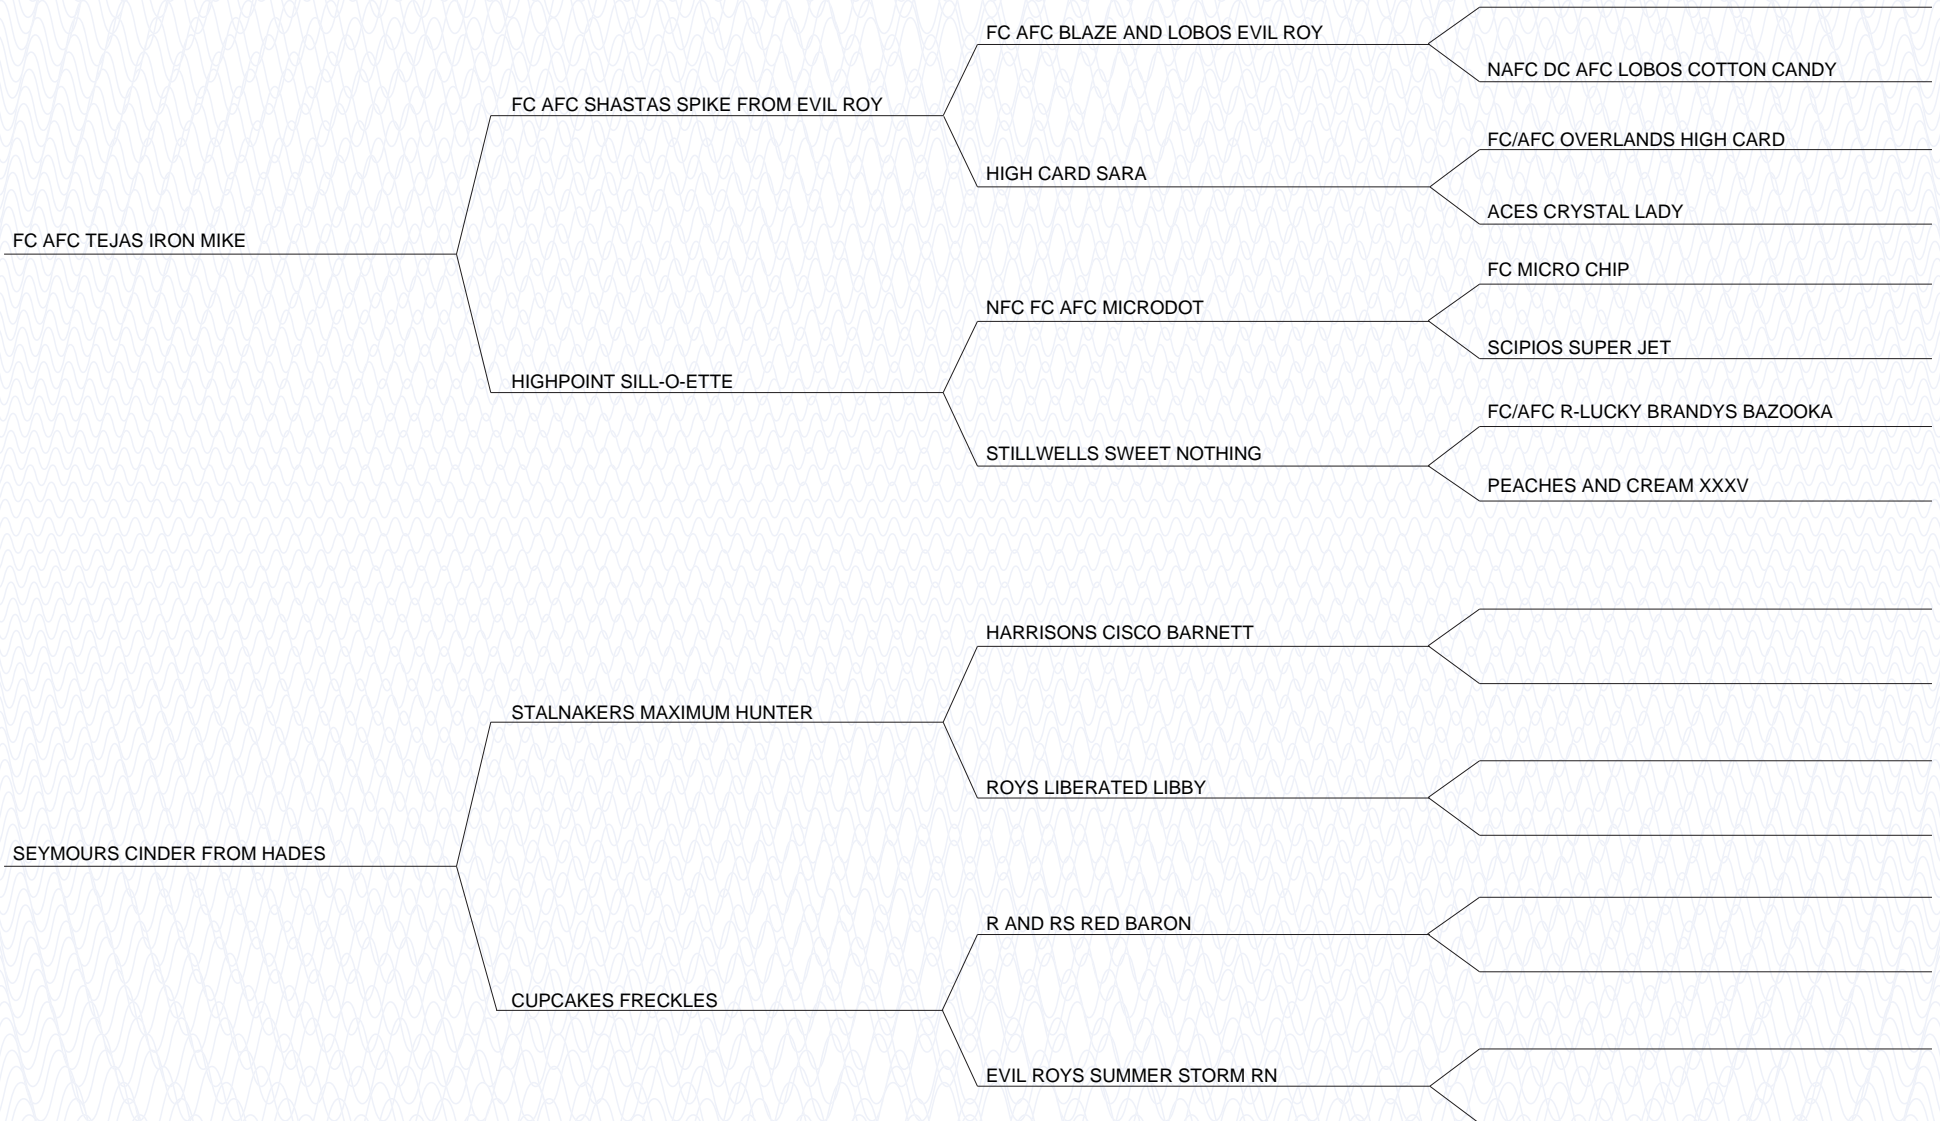 FC AFC BLAZE AND LOBOS EVIL ROY
NAFC DC AFC LOBOS COTTON CANDY
FC AFC SHASTAS SPIKE FROM EVIL ROY
FC/AFC OVERLANDS HIGH CARD
HIGH CARD SARA
ACES CRYSTAL LADY
FC AFC TEJAS IRON MIKE
FC MICRO CHIP
NFC FC AFC MICRODOT
SCIPIOS SUPER JET
HIGHPOINT SILL-O-ETTE
FC/AFC R-LUCKY BRANDYS BAZOOKA
STILLWELLS SWEET NOTHING
PEACHES AND CREAM XXXV
HARRISONS CISCO BARNETT
STALNAKERS MAXIMUM HUNTER
ROYS LIBERATED LIBBY
SEYMOURS CINDER FROM HADES
R AND RS RED BARON
CUPCAKES FRECKLES
EVIL ROYS SUMMER STORM RN